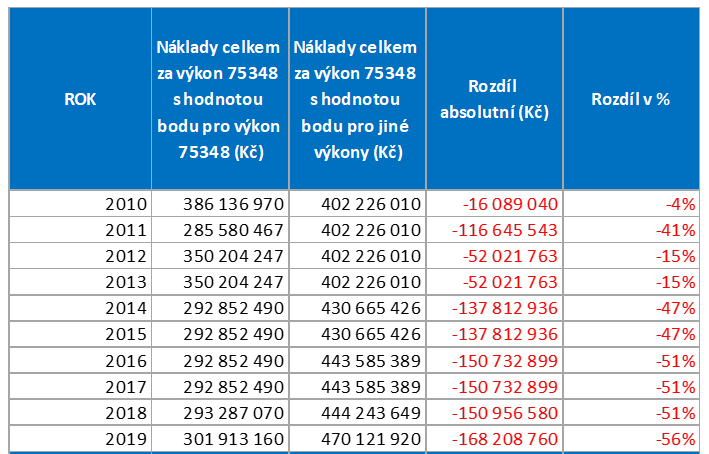 ROK
Náklady celkem
za výkon 75348
s hodnotou
bodu pro výkon
75348 (Kč)
Náklady celkem
za výkon 75348
s hodnotou
bodu pro jiné
výkony (Kč)
Rozdíl
absolutní (Kč)
Rozdíl v %
2010 386 136 970 402 226 010 -16 089 040 -4%
2011 285 580 467 402 226 010 -116 645 543 -41%
2012 350 204 247 402 226 010 -52 021 763 -15%
2013 350 204 247 402 226 010 -52 021 763 -15%
2014 292 852 490 430 665 426 -137 812 936 -47%
2015 292 852 490 430 665 426 -137 812 936 -47%
2016 292 852 490 443 585 389 -150 732 899 -51%
2017 292 852 490 443 585 389 -150 732 899 -51%
2018 293 287 070 444 243 649 -150 956 580 -51%
2019 301 913 160 470 121 920 -168 208 760 -56%